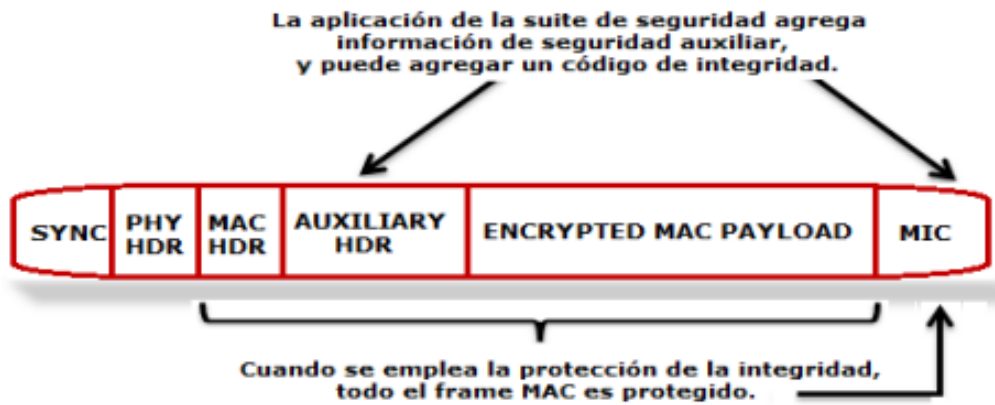 La aplicación de la suite de seguridad agrega
información de seguridad auxiliar,
y puede agregar un código de integridad.
SYNC
PHY
HDR
MAC
HDR
AUXILIARY
HDR
ENCRYPTED MAC PAYLOAD
MIC
Cuando se emplea la protección de la integridad,
todo el frame MAC es protegido.